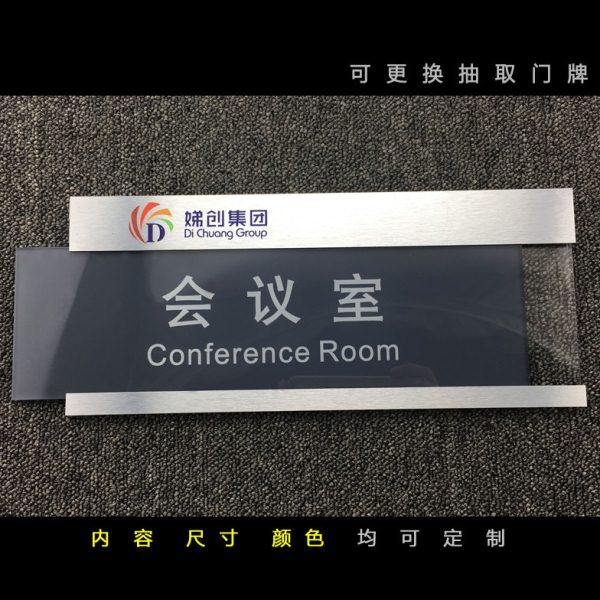 可更换抽取门牌
娣创集团
Di Chuang Group
会议室
Conference Room
内容 尺寸 颜色 均可定制